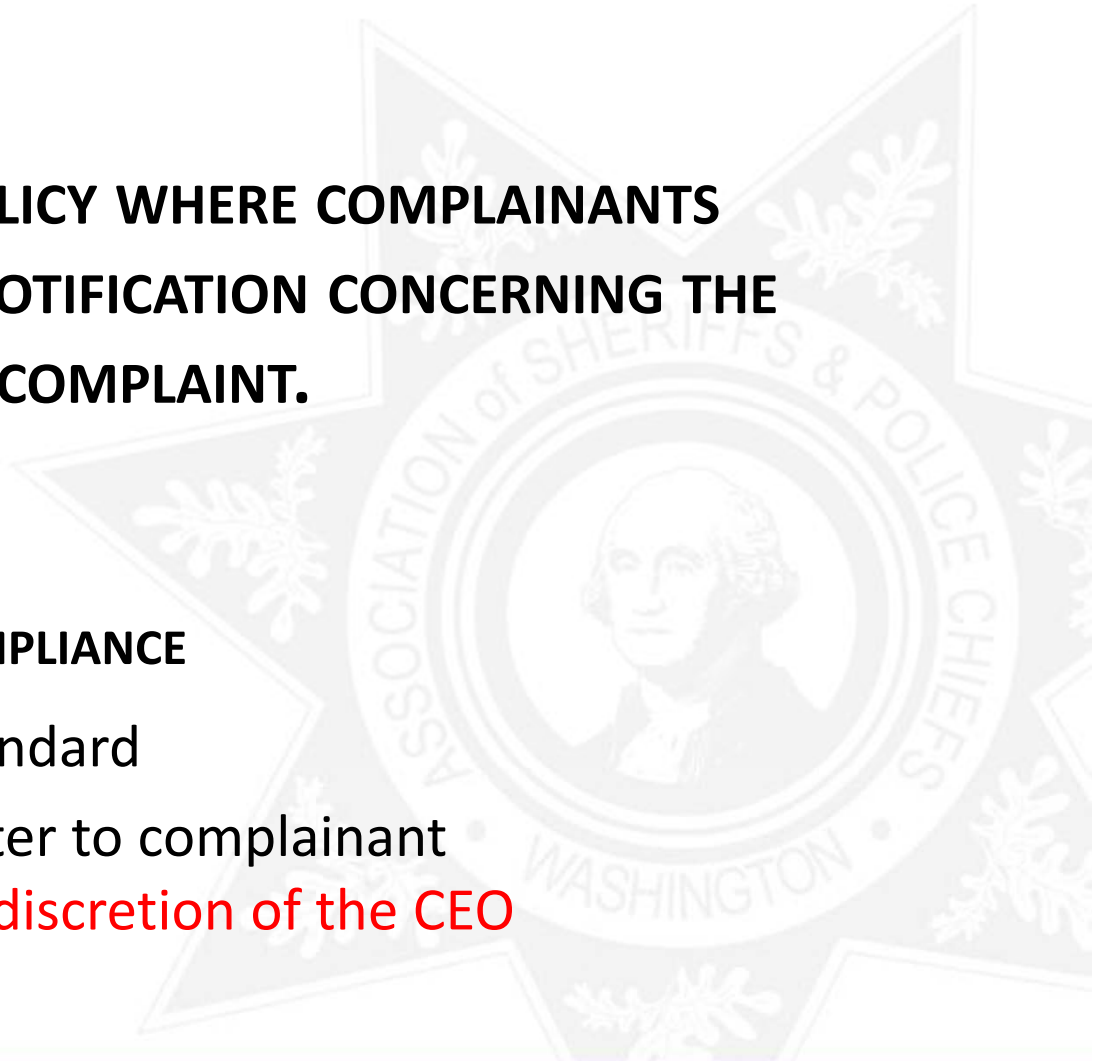 LICY WHERE COMPLAINANTS
OTIFICATION CONCERNING THE
COMPLAINT.
MPLIANCE
ndard
ter to complainant
discretion of the CEO
ASSOCIATION of SHERIFFS & POLICE CHIEFS
• WASHINGTON •